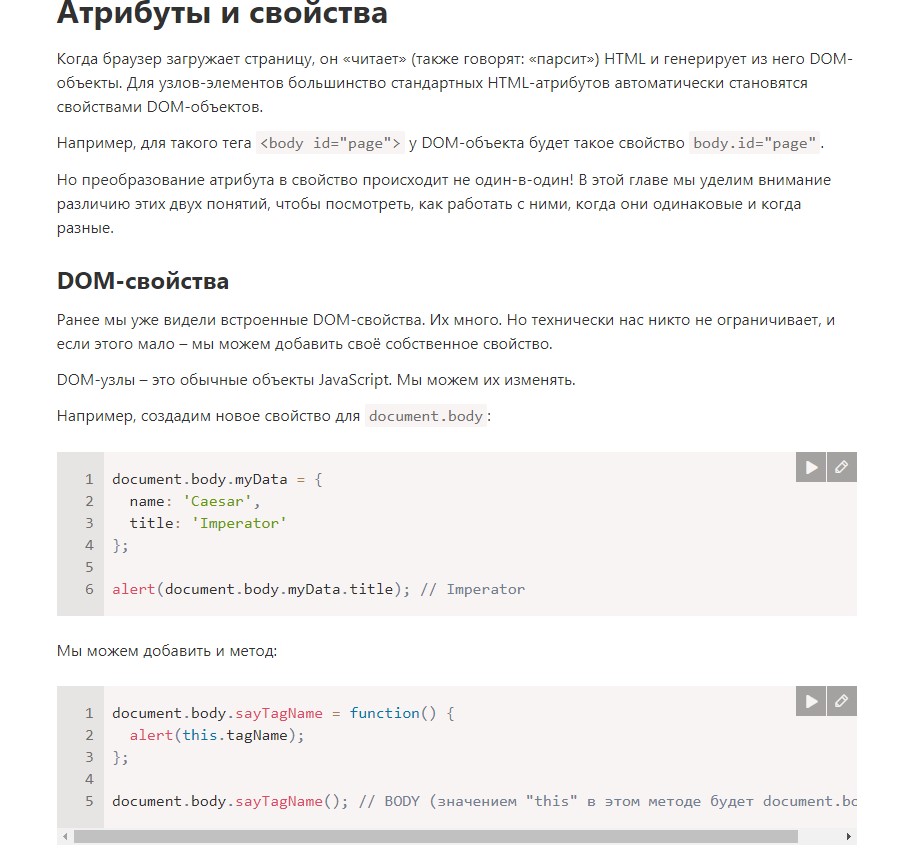 Атрибуты и свойства
Когда браузер загружает страницу, он «читает» (также говорят: «парсит») HTML и генерирует из него DOM-
объекты. Для узлов-элементов большинство стандартных HTML-атрибутов автоматически становятся
свойствами DOM-объектов.
Например, для такого тега <body id="page"> у DOM-объекта будет такое свойство body.id="page".
Но преобразование атрибута в свойство происходит не один-в-один! В этой главе мы уделим внимание
различию этих двух понятий, чтобы посмотреть, как работать с ними, когда они одинаковые и когда
разные.
DOM-свойства
Ранее мы уже видели встроенные DOM-свойства. Их много. Но технически нас никто не ограничивает, и
если этого мало – мы можем добавить своё собственное свойство.
DOM-узлы – это обычные объекты JavaScript. Мы можем их изменять.
Например, создадим новое свойство для document.body:
1 document.body.myData = {
2   name: 'Caesar',
3   title: 'Imperator'
4 };
5
6 alert(document.body.myData.title); // Imperator
Мы можем добавить и метод:
1 document.body.sayTagName = function() {
2   alert(this.tagName);
3 };
4
5 document.body.sayTagName(); // BODY (значением "this" в этом методе будет document.bo